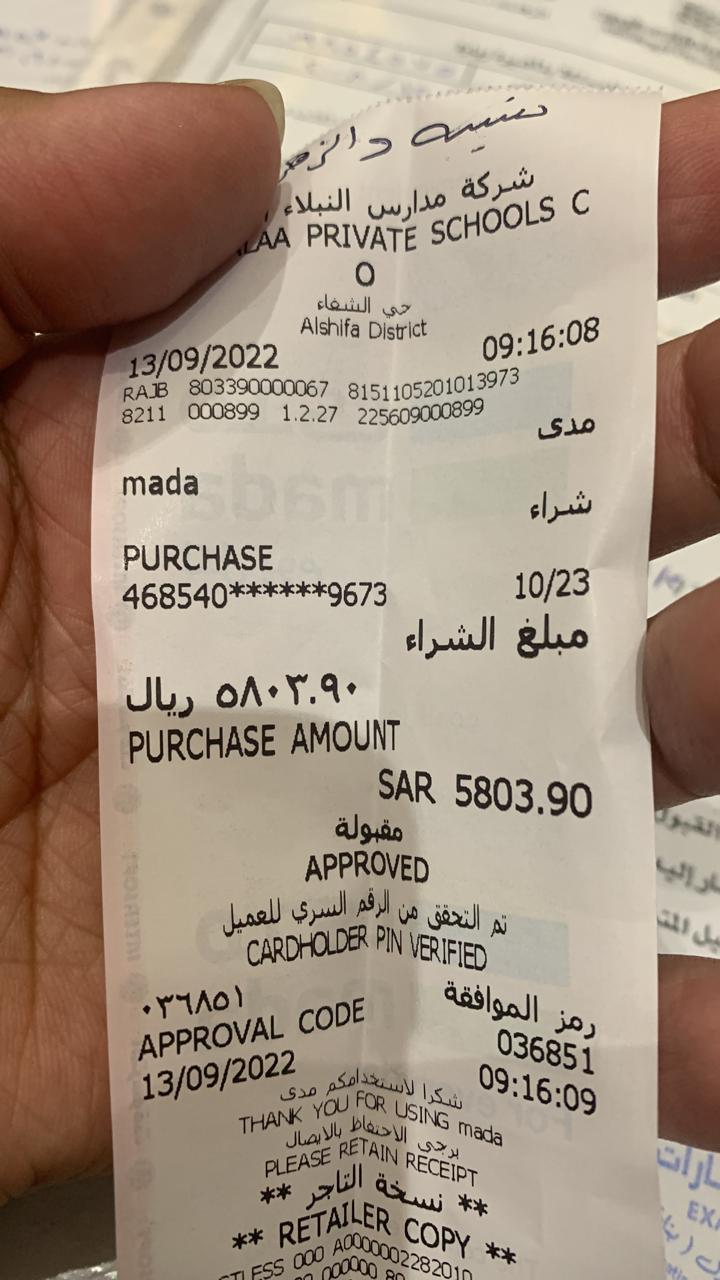 شركة مدارس النبلاء
PRIVATE SCHOOLS C
O
حي الشفاء
Alshifa District
13/09/2022 09:16:08
RAJB 803390000067 8151105201013973
8211 000899 1.2.27 225609000899
مدى
mada
شراء
PURCHASE
468540******9673 10/23
مبلغ الشراء
٥٨٠٣.٩٠ ريال
PURCHASE AMOUNT
SAR 5803.90
مقبولة
APPROVED
تم التحقق من الرقم السري للعميل
CARDHOLDER PIN VERIFIED
رمز الموافقة
٠٣٦٨٥١
APPROVAL CODE 036851
13/09/2022 09:16:09
شكرا لاستخدامكم مدى
THANK YOU FOR USING mada
يرجى الاحتفاظ بالايصال
PLEASE RETAIN RECEIPT
** نسخة التاجر **
** RETAILER COPY **
000 A0000002282010
000000